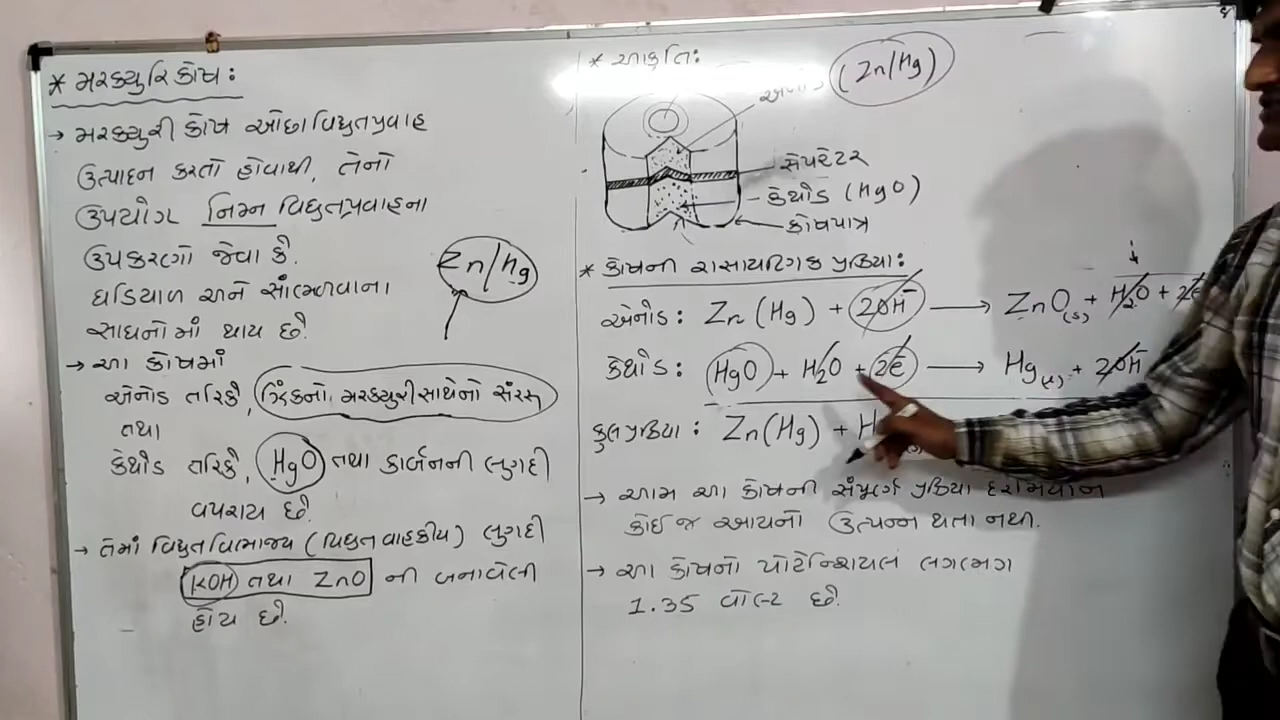 * મરક્યુરિ કોષ :
→ મરક્યુરી કોષ ઓછા વિદ્યુતપ્રવાહ
ઉત્પાદન કરતો હોવાથી, તેનો
ઉપયોગ નિમ્ન વિદ્યુતપ્રવાહના
ઉપકરણો જેવા કે.
ઘડિયાળ અને સાંભળવાના
સાધનોમાં થાય છે.
Zn/Hg
→ આ કોષમાં
એનોડ તરિકે, ઝિંકનો મરક્યુરી સાથેનો સંરસ
તથા
કેથોડ તરિકે, HgO તથા કાર્બનની લુગદી
વપરાય છે.
→ તેમાં વિદ્યુતવિભાજ્ય (વિદ્યુતવાહકીય) લુગદી
KOH તથા ZnO ની બનાવેલી
હોય છે.
* આકૃતિ :
(Zn/Hg)
સેપરેટર
કેથોડ (HgO)
કોષપાત્ર
* કોષની રાસાયણિક પ્રક્રિયા :
એનોડ : Zn(Hg) + 2OH⁻ → ZnO(s) + H2O + 2e
કેથોડ : HgO + H2O + 2e⁻ → Hg(l) + 2OH
કુલ પ્રક્રિયા : Zn(Hg) + H
→ આમ આ કોષની સંપૂર્ણ પ્રક્રિયા દરમિયાન
કોઈ જ આયનો ઉત્પન્ન થતા નથી.
→ આ કોષનો પોટેન્શિયલ લગભગ
1.35 વોલ્ટ છે.